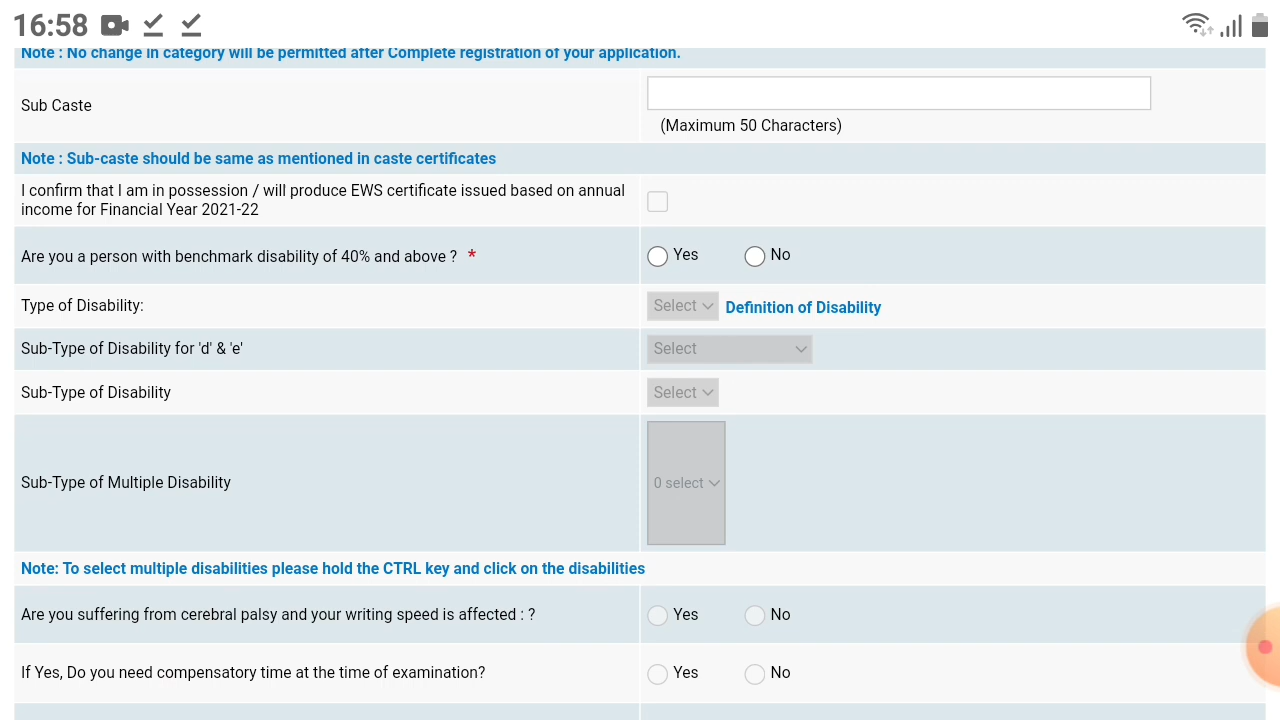 16:58
Note : No change in category will be permitted after Complete registration of your application.
Sub Caste
(Maximum 50 Characters)
Note : Sub-caste should be same as mentioned in caste certificates
I confirm that I am in possession / will produce EWS certificate issued based on annual
income for Financial Year 2021-22
Are you a person with benchmark disability of 40% and above ? *
Yes No
Type of Disability:
Select Definition of Disability
Sub-Type of Disability for 'd' & 'e'
Select
Sub-Type of Disability
Select
Sub-Type of Multiple Disability
0 select
Note: To select multiple disabilities please hold the CTRL key and click on the disabilities
Are you suffering from cerebral palsy and your writing speed is affected : ?
Yes No
If Yes, Do you need compensatory time at the time of examination?
Yes No